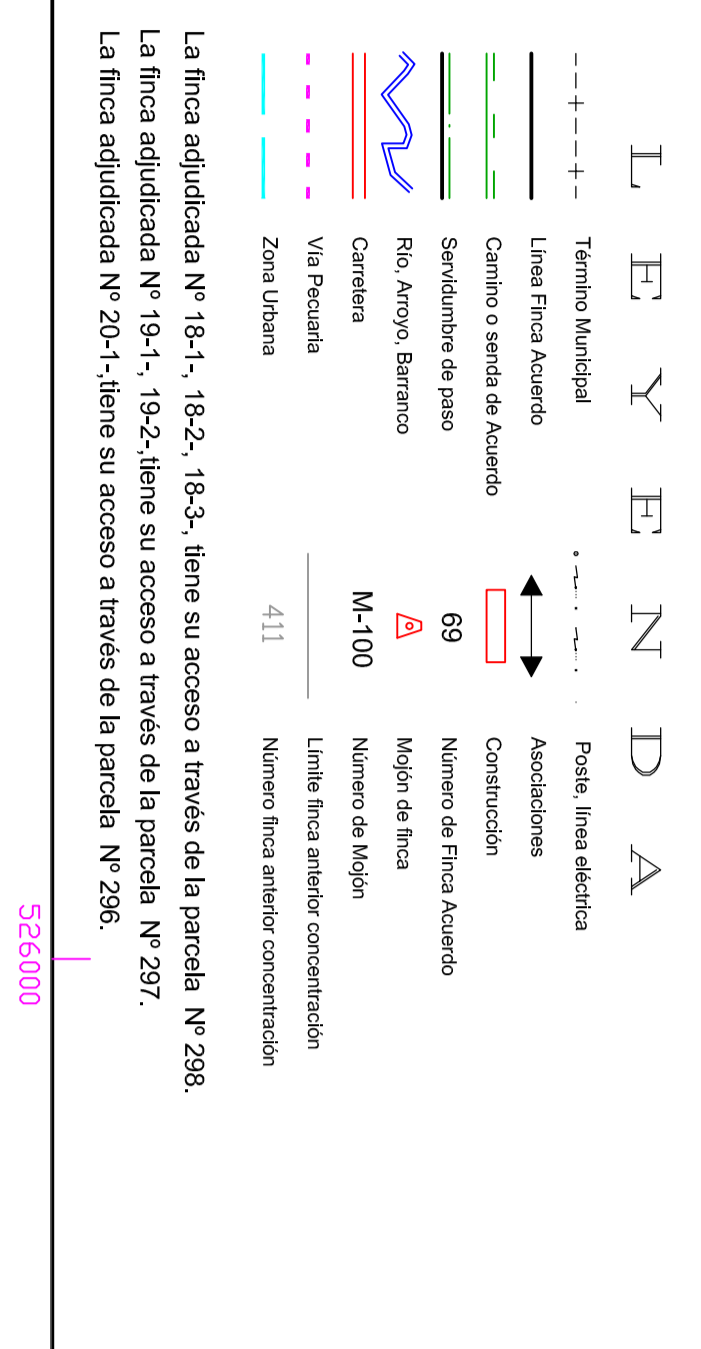 L E Y E N D A
Término Municipal
Línea Finca Acuerdo
Camino o senda de Acuerdo
Servidumbre de paso
Río, Arroyo, Barranco
Carretera
Vía Pecuaria
Zona Urbana
Poste, línea eléctrica
Asociaciones
Construcción
69 Número de Finca Acuerdo
Mojón de finca
M-100 Número de Mojón
Límite finca anterior concentración
411 Número finca anterior concentración
La finca adjudicada Nº 18-1-, 18-2-, 18-3-, tiene su acceso a través de la parcela Nº 298.
La finca adjudicada Nº 19-1-, 19-2-,tiene su acceso a través de la parcela Nº 297.
La finca adjudicada Nº 20-1-,tiene su acceso a través de la parcela Nº 296.
526000